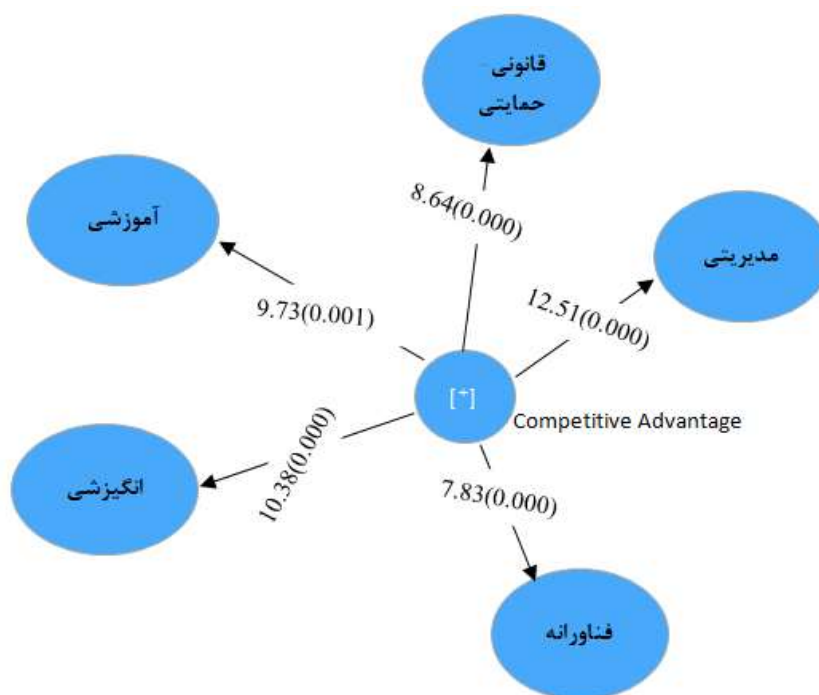 قانونی -
حمایتی
آموزشی
8.64(0.000)
مدیریتی
9.73(0.001)
12.51(0.000)
[+]
Competitive Advantage
10.38(0.000)
انگیزشی
7.83(0.000)
فناورانه